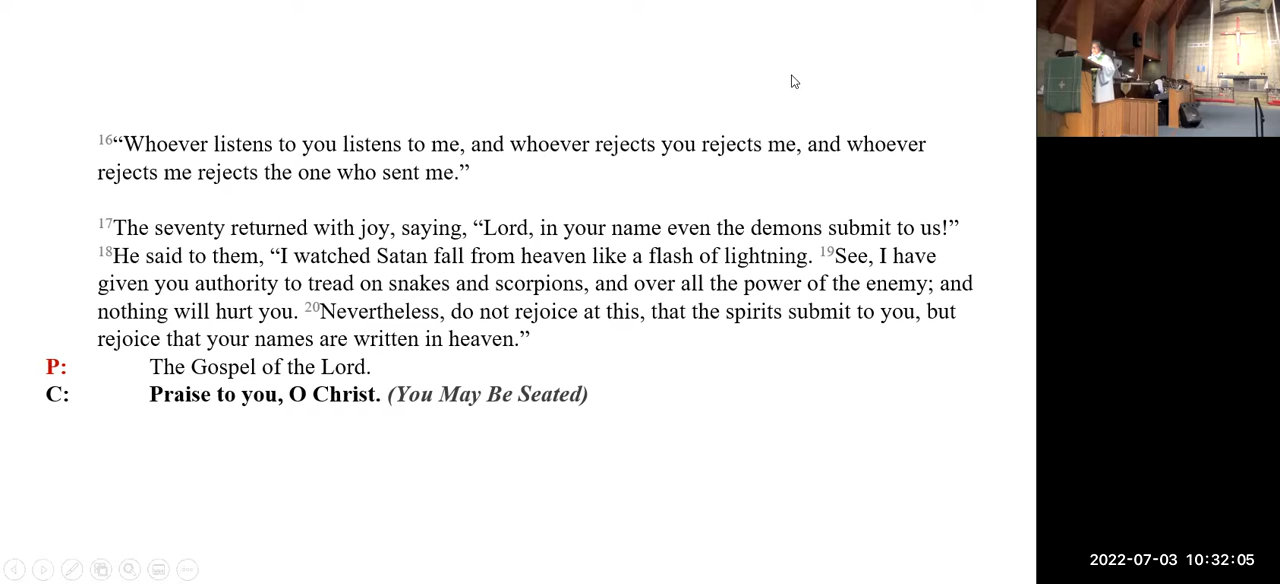 16“Whoever listens to you listens to me, and whoever rejects you rejects me, and whoever
rejects me rejects the one who sent me.”
17The seventy returned with joy, saying, “Lord, in your name even the demons submit to us!”
18He said to them, “I watched Satan fall from heaven like a flash of lightning. 19See, I have
given you authority to tread on snakes and scorpions, and over all the power of the enemy; and
nothing will hurt you. 20Nevertheless, do not rejoice at this, that the spirits submit to you, but
rejoice that your names are written in heaven.”
P: The Gospel of the Lord.
C: Praise to you, O Christ. (You May Be Seated)
2022-07-03 10:32:05